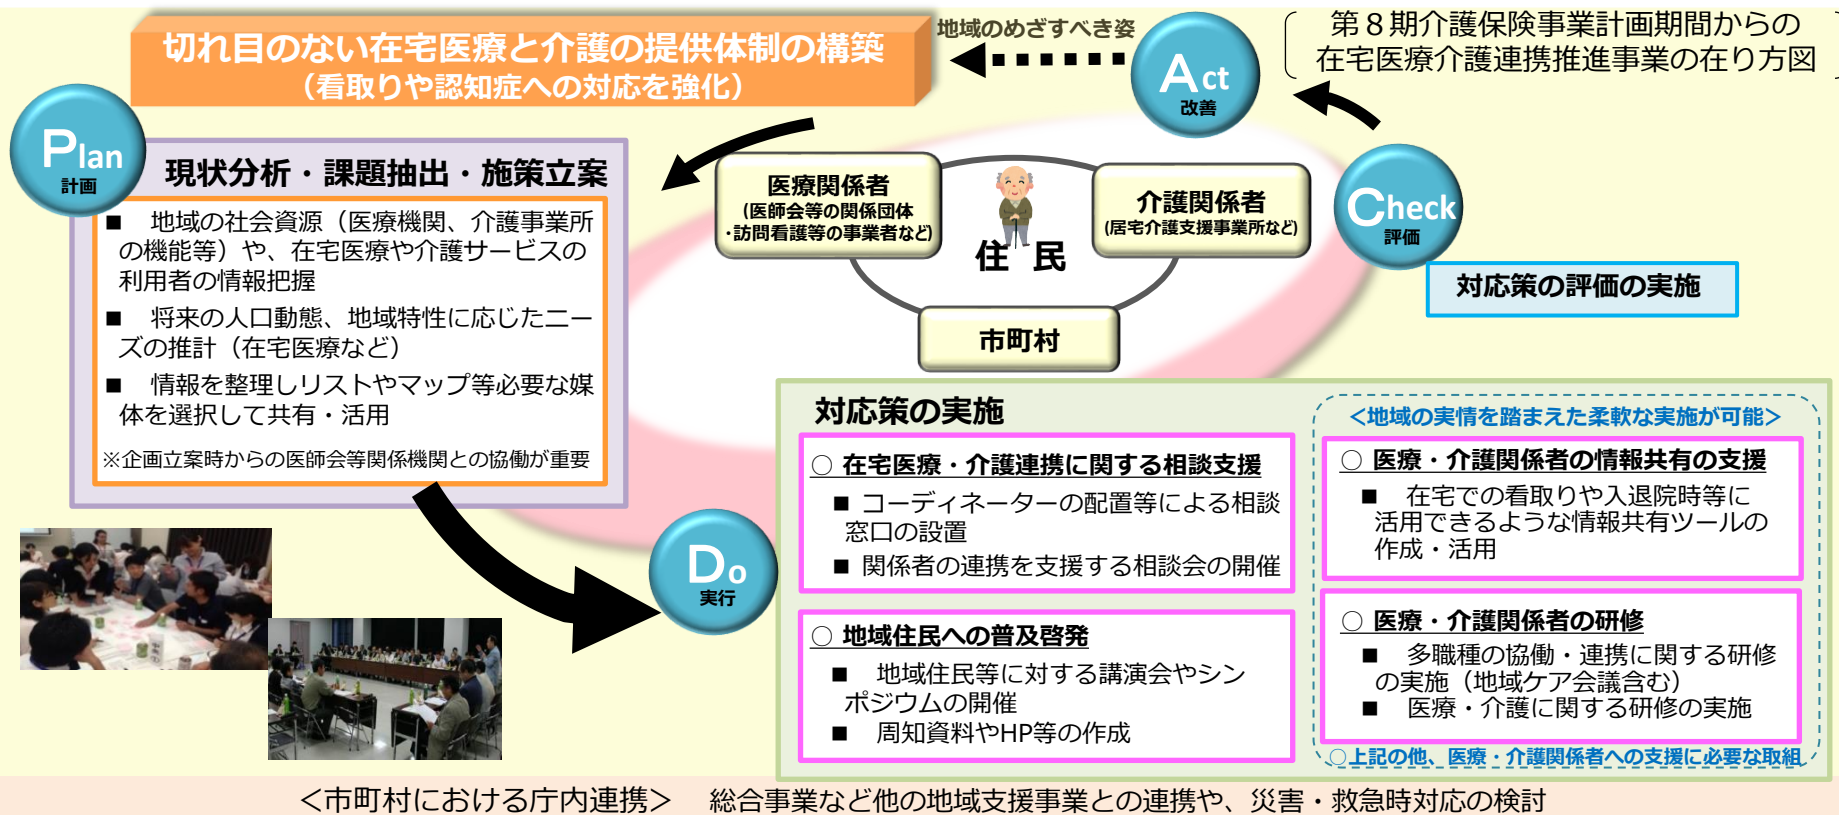 第８期介護保険事業計画期間からの
在宅医療介護連携推進事業の在り方図
切れ目のない在宅医療と介護の提供体制の構築
（看取りや認知症への対応を強化）
地域のめざすべき姿
Act
改善
Plan
計画
現状分析・課題抽出・施策立案
■ 地域の社会資源（医療機関、介護事業所
の機能等）や、在宅医療や介護サービスの
利用者の情報把握
■ 将来の人口動態、地域特性に応じたニー
ズの推計（在宅医療など）
■ 情報を整理しリストやマップ等必要な媒
体を選択して共有・活用
※企画立案時からの医師会等関係機関との協働が重要
医療関係者
(医師会等の関係団体
・訪問看護等の事業者など)
介護関係者
(居宅介護支援事業所など)
住 民
市町村
Check
評価
対応策の評価の実施
Do
実行
対応策の実施
○ 在宅医療・介護連携に関する相談支援
■ コーディネーターの配置等による相談
窓口の設置
■ 関係者の連携を支援する相談会の開催
○ 地域住民への普及啓発
■ 地域住民等に対する講演会やシン
ポジウムの開催
■ 周知資料やHP等の作成
＜地域の実情を踏まえた柔軟な実施が可能＞
○ 医療・介護関係者の情報共有の支援
■ 在宅での看取りや入退院時等に
活用できるような情報共有ツールの
作成・活用
○ 医療・介護関係者の研修
■ 多職種の協働・連携に関する研修
の実施（地域ケア会議含む）
■ 医療・介護に関する研修の実施
○上記の他、医療・介護関係者への支援に必要な取組
＜市町村における庁内連携＞ 総合事業など他の地域支援事業との連携や、災害・救急時対応の検討